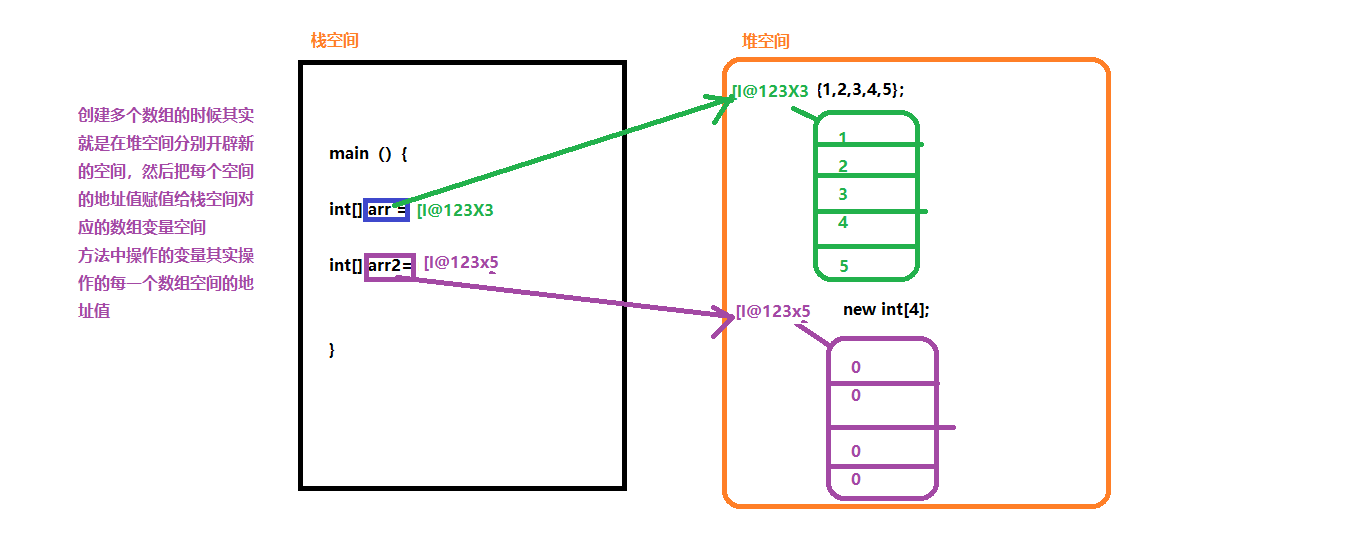 栈空间
堆空间
创建多个数组的时候其实
就是在堆空间分别开辟新
的空间，然后把每个空间
的地址值赋值给栈空间对
应的数组变量空间
方法中操作的变量其实操
作的每一个数组空间的地
址值
main（）{
int[] arr = [I@123X3
int[] arr2= [I@123x5
}
[I@123X3 {1,2,3,4,5};
1
2
3
4
5
[I@123x5 new int[4];
0
0
0
0